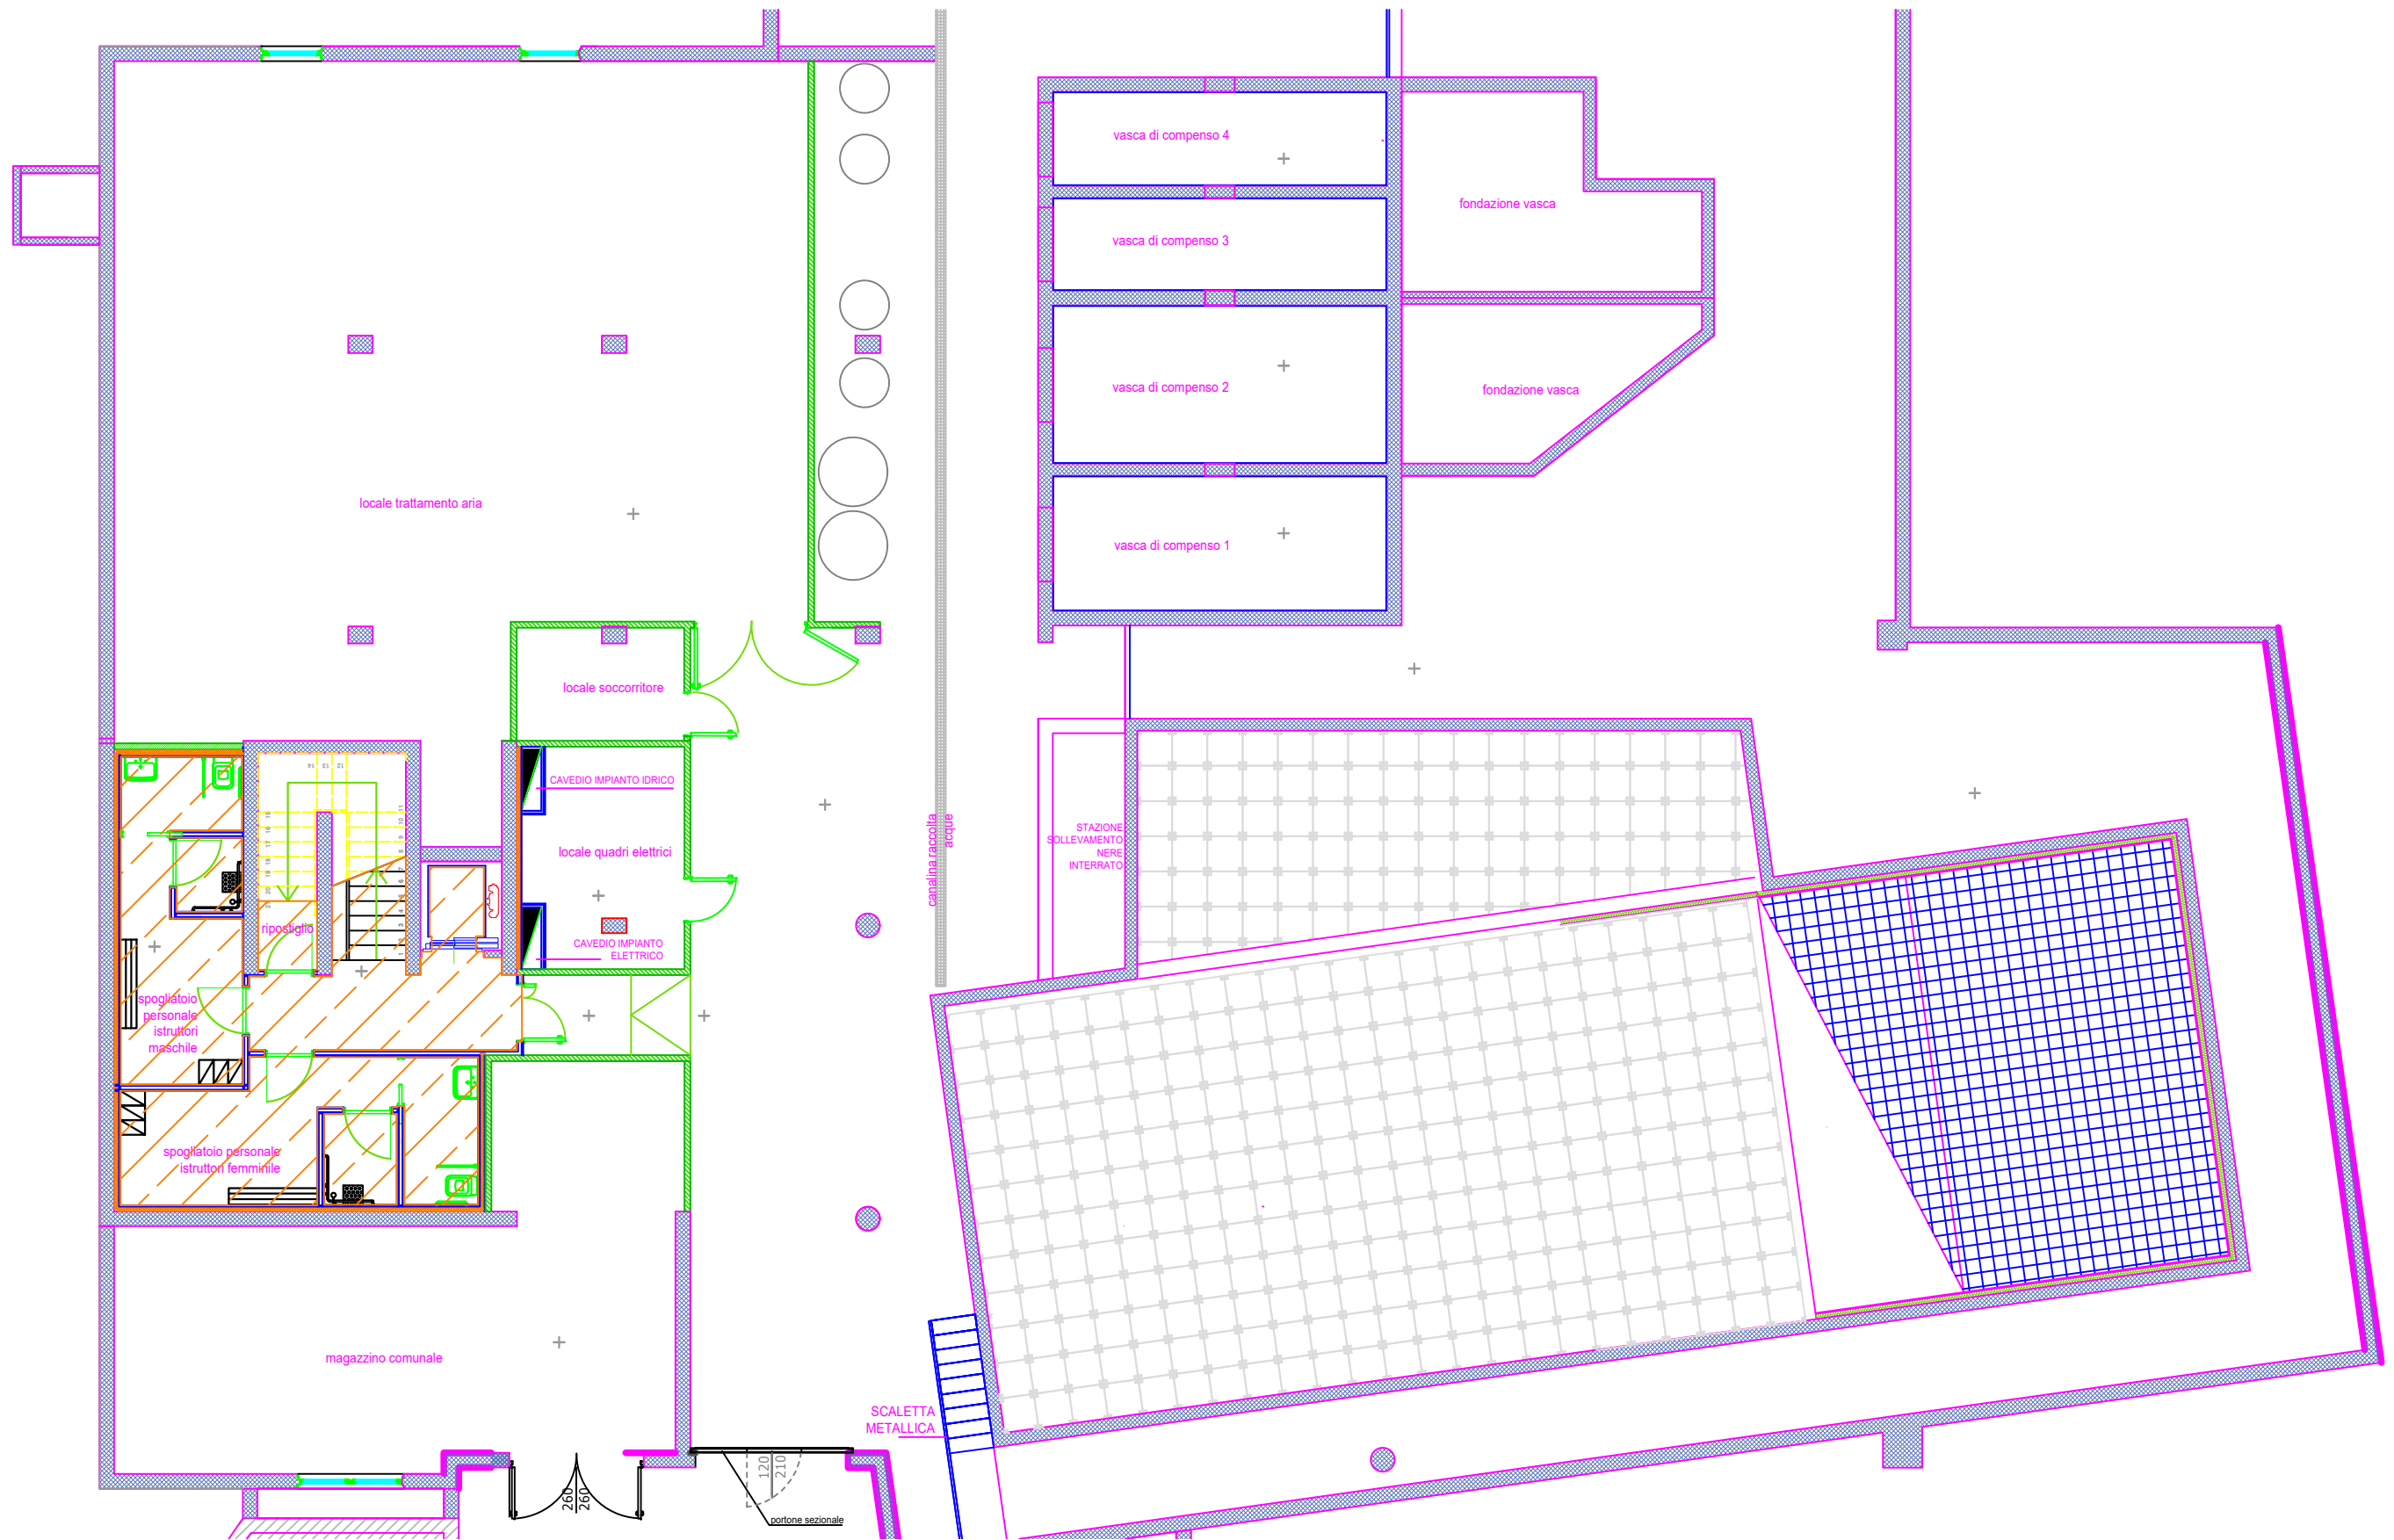 vasca di compenso 4
fondazione vasca
vasca di compenso 3
vasca di compenso 2
fondazione vasca
locale trattamento aria
vasca di compenso 1
locale soccorritore
14 13 12
CAVEDIO IMPIANTO IDRICO
canalina raccolta
acque
STAZIONE
SOLLEVAMENTO
NERE
INTERRATO
locale quadri elettrici
ripostiglio
CAVEDIO IMPIANTO
ELETTRICO
spogliatoio
personale
istruttori
maschile
spogliatoio personale
istruttori femminile
magazzino comunale
SCALETTA
METALLICA
120
210
260
260
portone sezionale